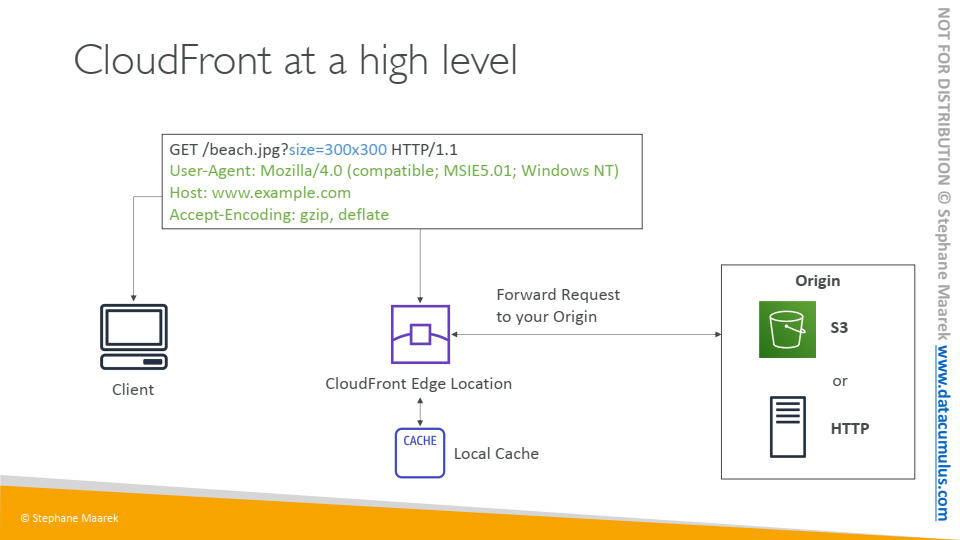 CloudFront at a high level
GET /beach.jpg?size=300x300 HTTP/1.1
User-Agent: Mozilla/4.0 (compatible; MSIE5.01; Windows NT)
Host: www.example.com
Accept-Encoding: gzip, deflate
Client
CloudFront Edge Location
CACHE
Local Cache
Forward Request
to your Origin
Origin
S3
or
HTTP
© Stephane Maarek
NOT FOR DISTRIBUTION © Stephane Maarek www.datacumulus.com